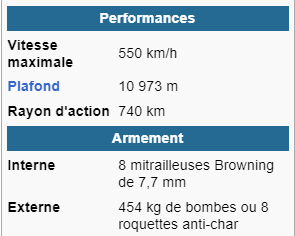 Performances
Vitesse
maximale
550 km/h
Plafond
10 973 m
Rayon d'action
740 km
Armement
Interne
8 mitrailleuses Browning
de 7,7 mm
Externe
454 kg de bombes ou 8
roquettes anti-char